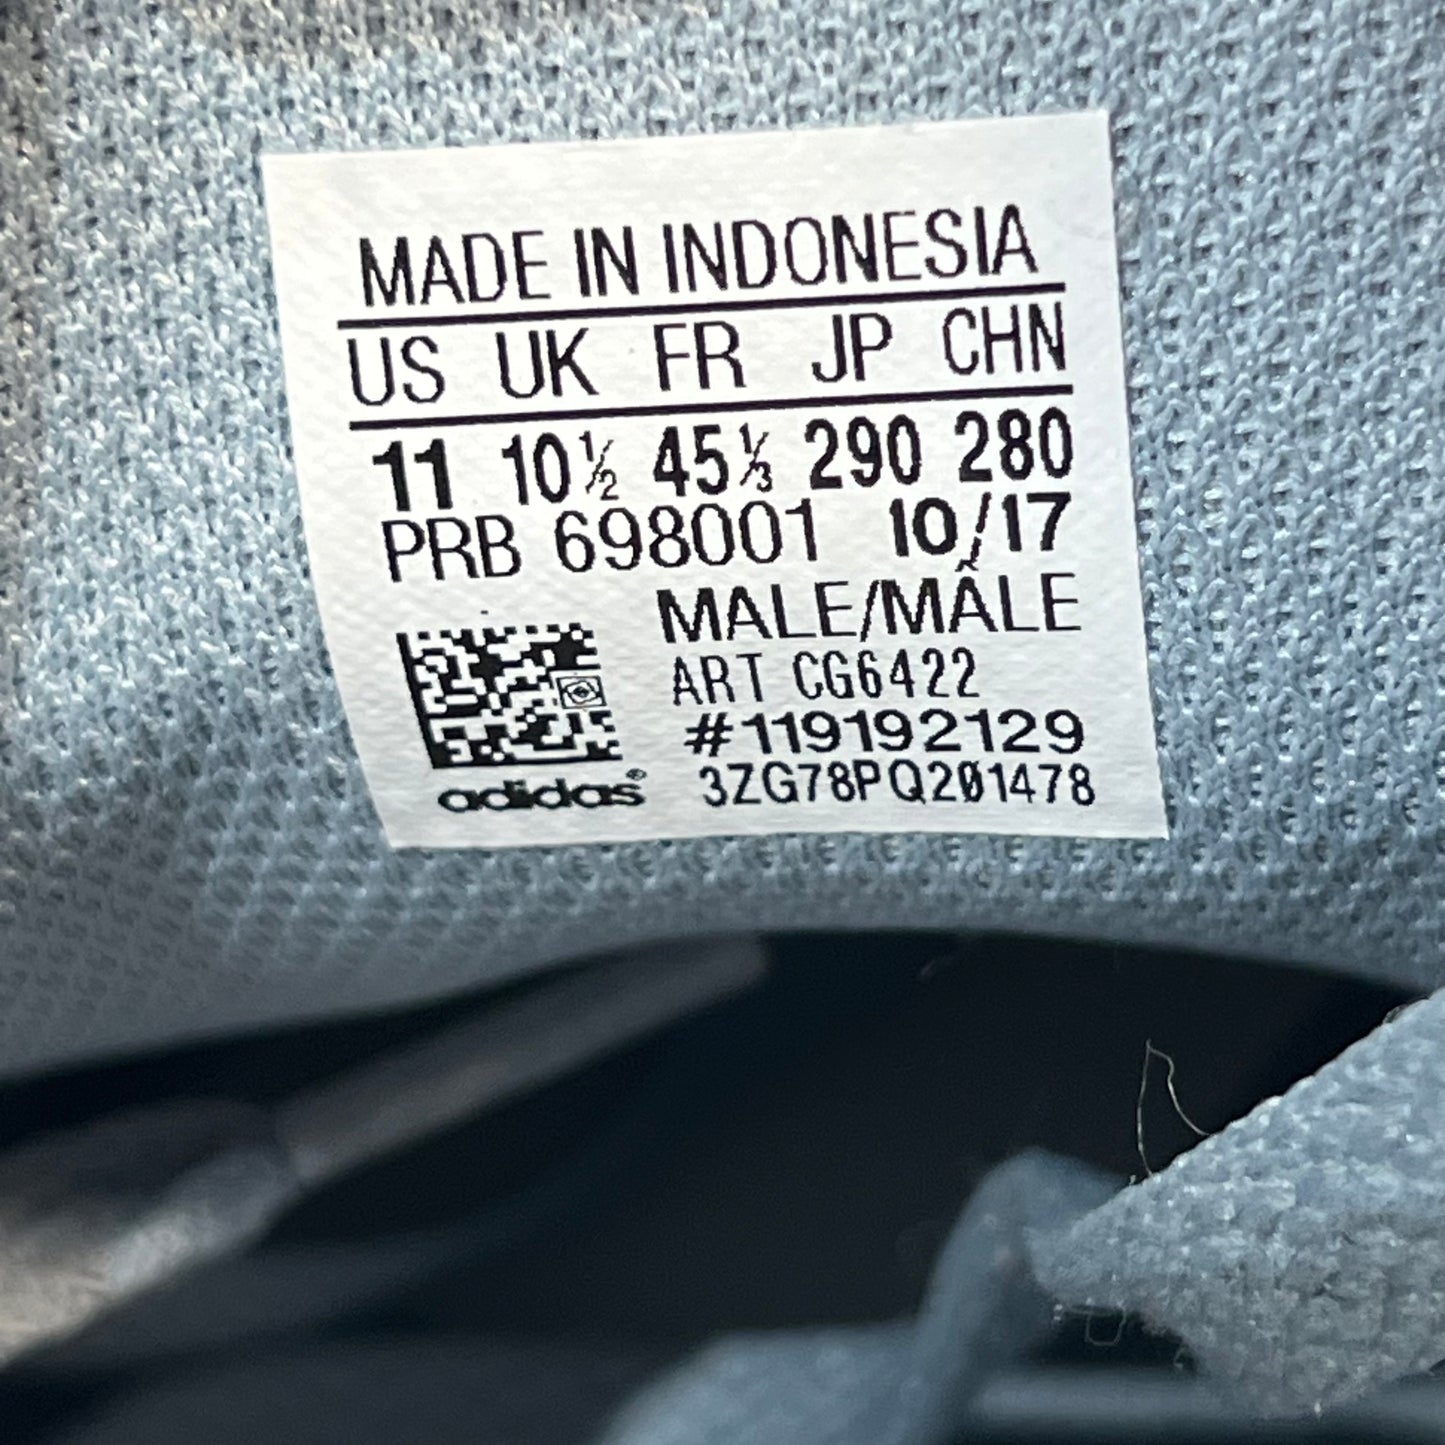 MADE IN INDONESIA
US UK FR JP CHN
11 10½ 45⅓ 290 280
PRB 698001 10/17
MALE/MÂLE
ART CG6422
#119192129
adidas® 3ZG78PQ201478